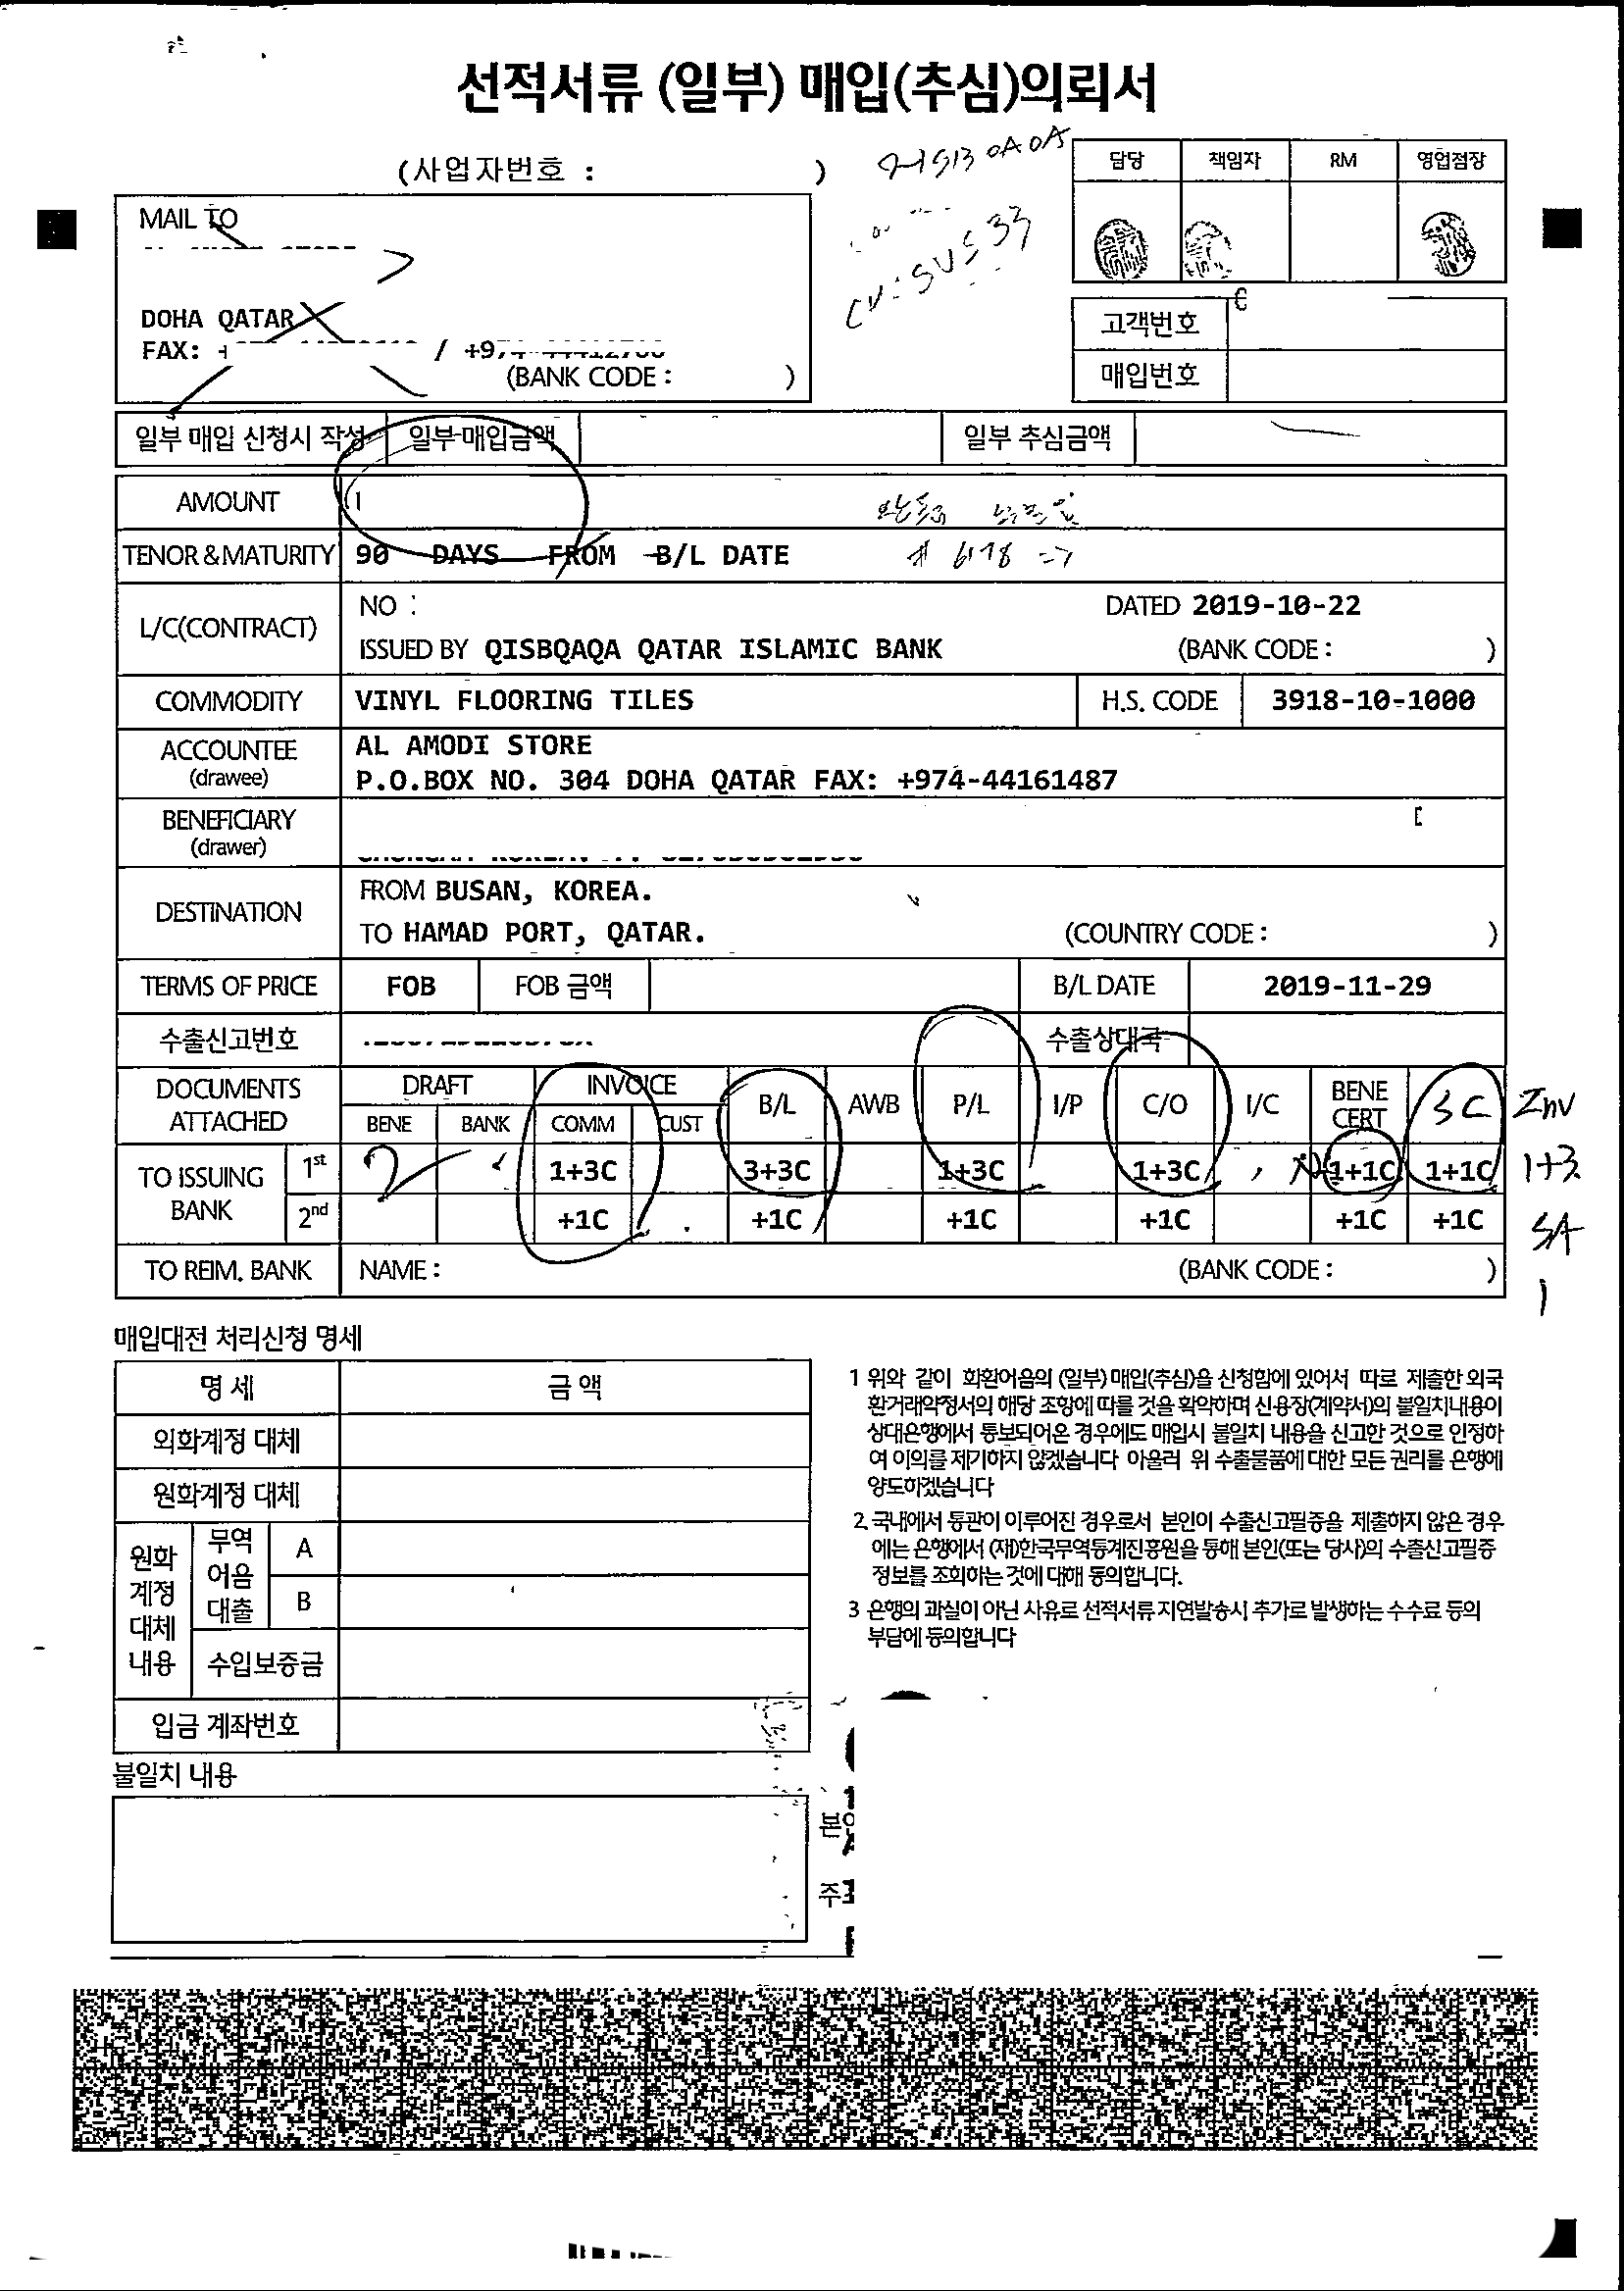 선적서류 (일부) 매입(추심)의뢰서
(사업자번호 : )
담당 책임자 RM 영업점장
MAIL TO
DOHA QATAR
FAX: / +974
(BANK CODE : )
고객번호
매입번호
일부 매입 신청시 작성 일부 매입금액 일부 추심금액
AMOUNT
TENOR & MATURITY 90 DAYS FROM B/L DATE # 6178 =>
L/C(CONTRACT) NO : DATED 2019-10-22
ISSUED BY QISBQAQA QATAR ISLAMIC BANK (BANK CODE : )
COMMODITY VINYL FLOORING TILES H.S. CODE 3918-10-1000
ACCOUNTEE (drawee) AL AMODI STORE
P.O.BOX NO. 304 DOHA QATAR FAX: +974-44161487
BENEFICIARY (drawer)
DESTINATION FROM BUSAN, KOREA.
TO HAMAD PORT, QATAR. (COUNTRY CODE : )
TERMS OF PRICE FOB FOB 금액 B/L DATE 2019-11-29
수출신고번호 수출상대국
DOCUMENTS ATTACHED DRAFT INVOICE B/L AWB P/L I/P C/O I/C BENE CERT SC Inv
BENE BANK COMM CUST
TO ISSUING BANK 1st 2 1+3C 3+3C 1+3C 1+3C 1+1C 1+1C 1+3
2nd +1C +1C +1C +1C +1C +1C SA
TO REIM. BANK NAME : (BANK CODE : ) 1
매입대전 처리신청 명세
명 세 금 액
외화계정 대체
원화계정 대체
원화 계정 대체 내용 무역 어음 대출 A
B
수입보증금
입금 계좌번호
불일치 내용
1 위와 같이 화환어음의 (일부) 매입(추심)을 신청함에 있어서 따로 제출한 외국
환거래약정서의 해당 조항에 따를 것을 확약하며 신용장(계약서)의 불일치내용이
상대은행에서 통보되어온 경우에도 매입시 불일치 내용을 신고한 것으로 인정하
여 이의를 제기하지 않겠습니다 아울러 위 수출물품에 대한 모든 권리를 은행에
양도하겠습니다
2. 국내에서 통관이 이루어진 경우로서 본인이 수출신고필증을 제출하지 않은 경우
에는 은행에서 (재)한국무역통계진흥원을 통해 본인(또는 당사)의 수출신고필증
정보를 조회하는 것에 대해 동의합니다.
3 은행의 과실이 아닌 사유로 선적서류 지연발송시 추가로 발생하는 수수료 등의
부담에 동의합니다